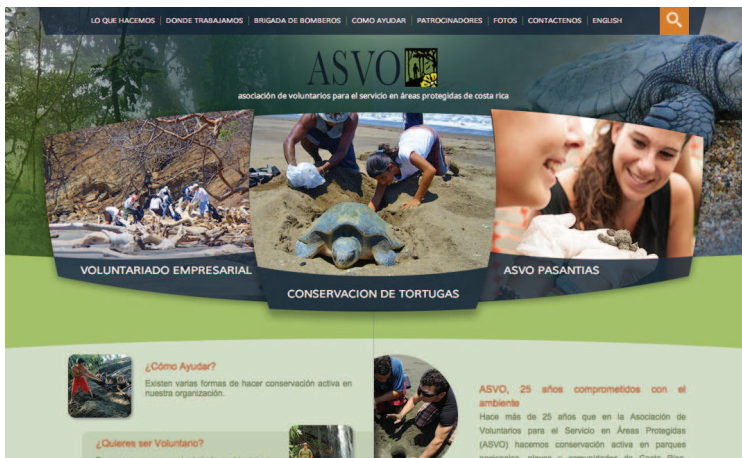 LO QUE HACEMOS
DONDE TRABAJAMOS
BRIGADA DE BOMBEROS
COMO AYUDAR
PATROCINADORES
FOTOS
CONTACTENOS
ENGLISH
ASVO
asociación de voluntarios para el servicio en áreas protegidas de costa rica
VOLUNTARIADO EMPRESARIAL
CONSERVACION DE TORTUGAS
ASVO PASANTIAS
¿Cómo Ayudar?
Existen varias formas de hacer conservación activa en
nuestra organización.
¿Quieres ser Voluntario?
ASVO, 25 años comprometidos con el
ambiente
Hace más de 25 años que en la Asociación de
Voluntarios para el Servicio en Áreas Protegidas
(ASVO) hacemos conservación activa en parques